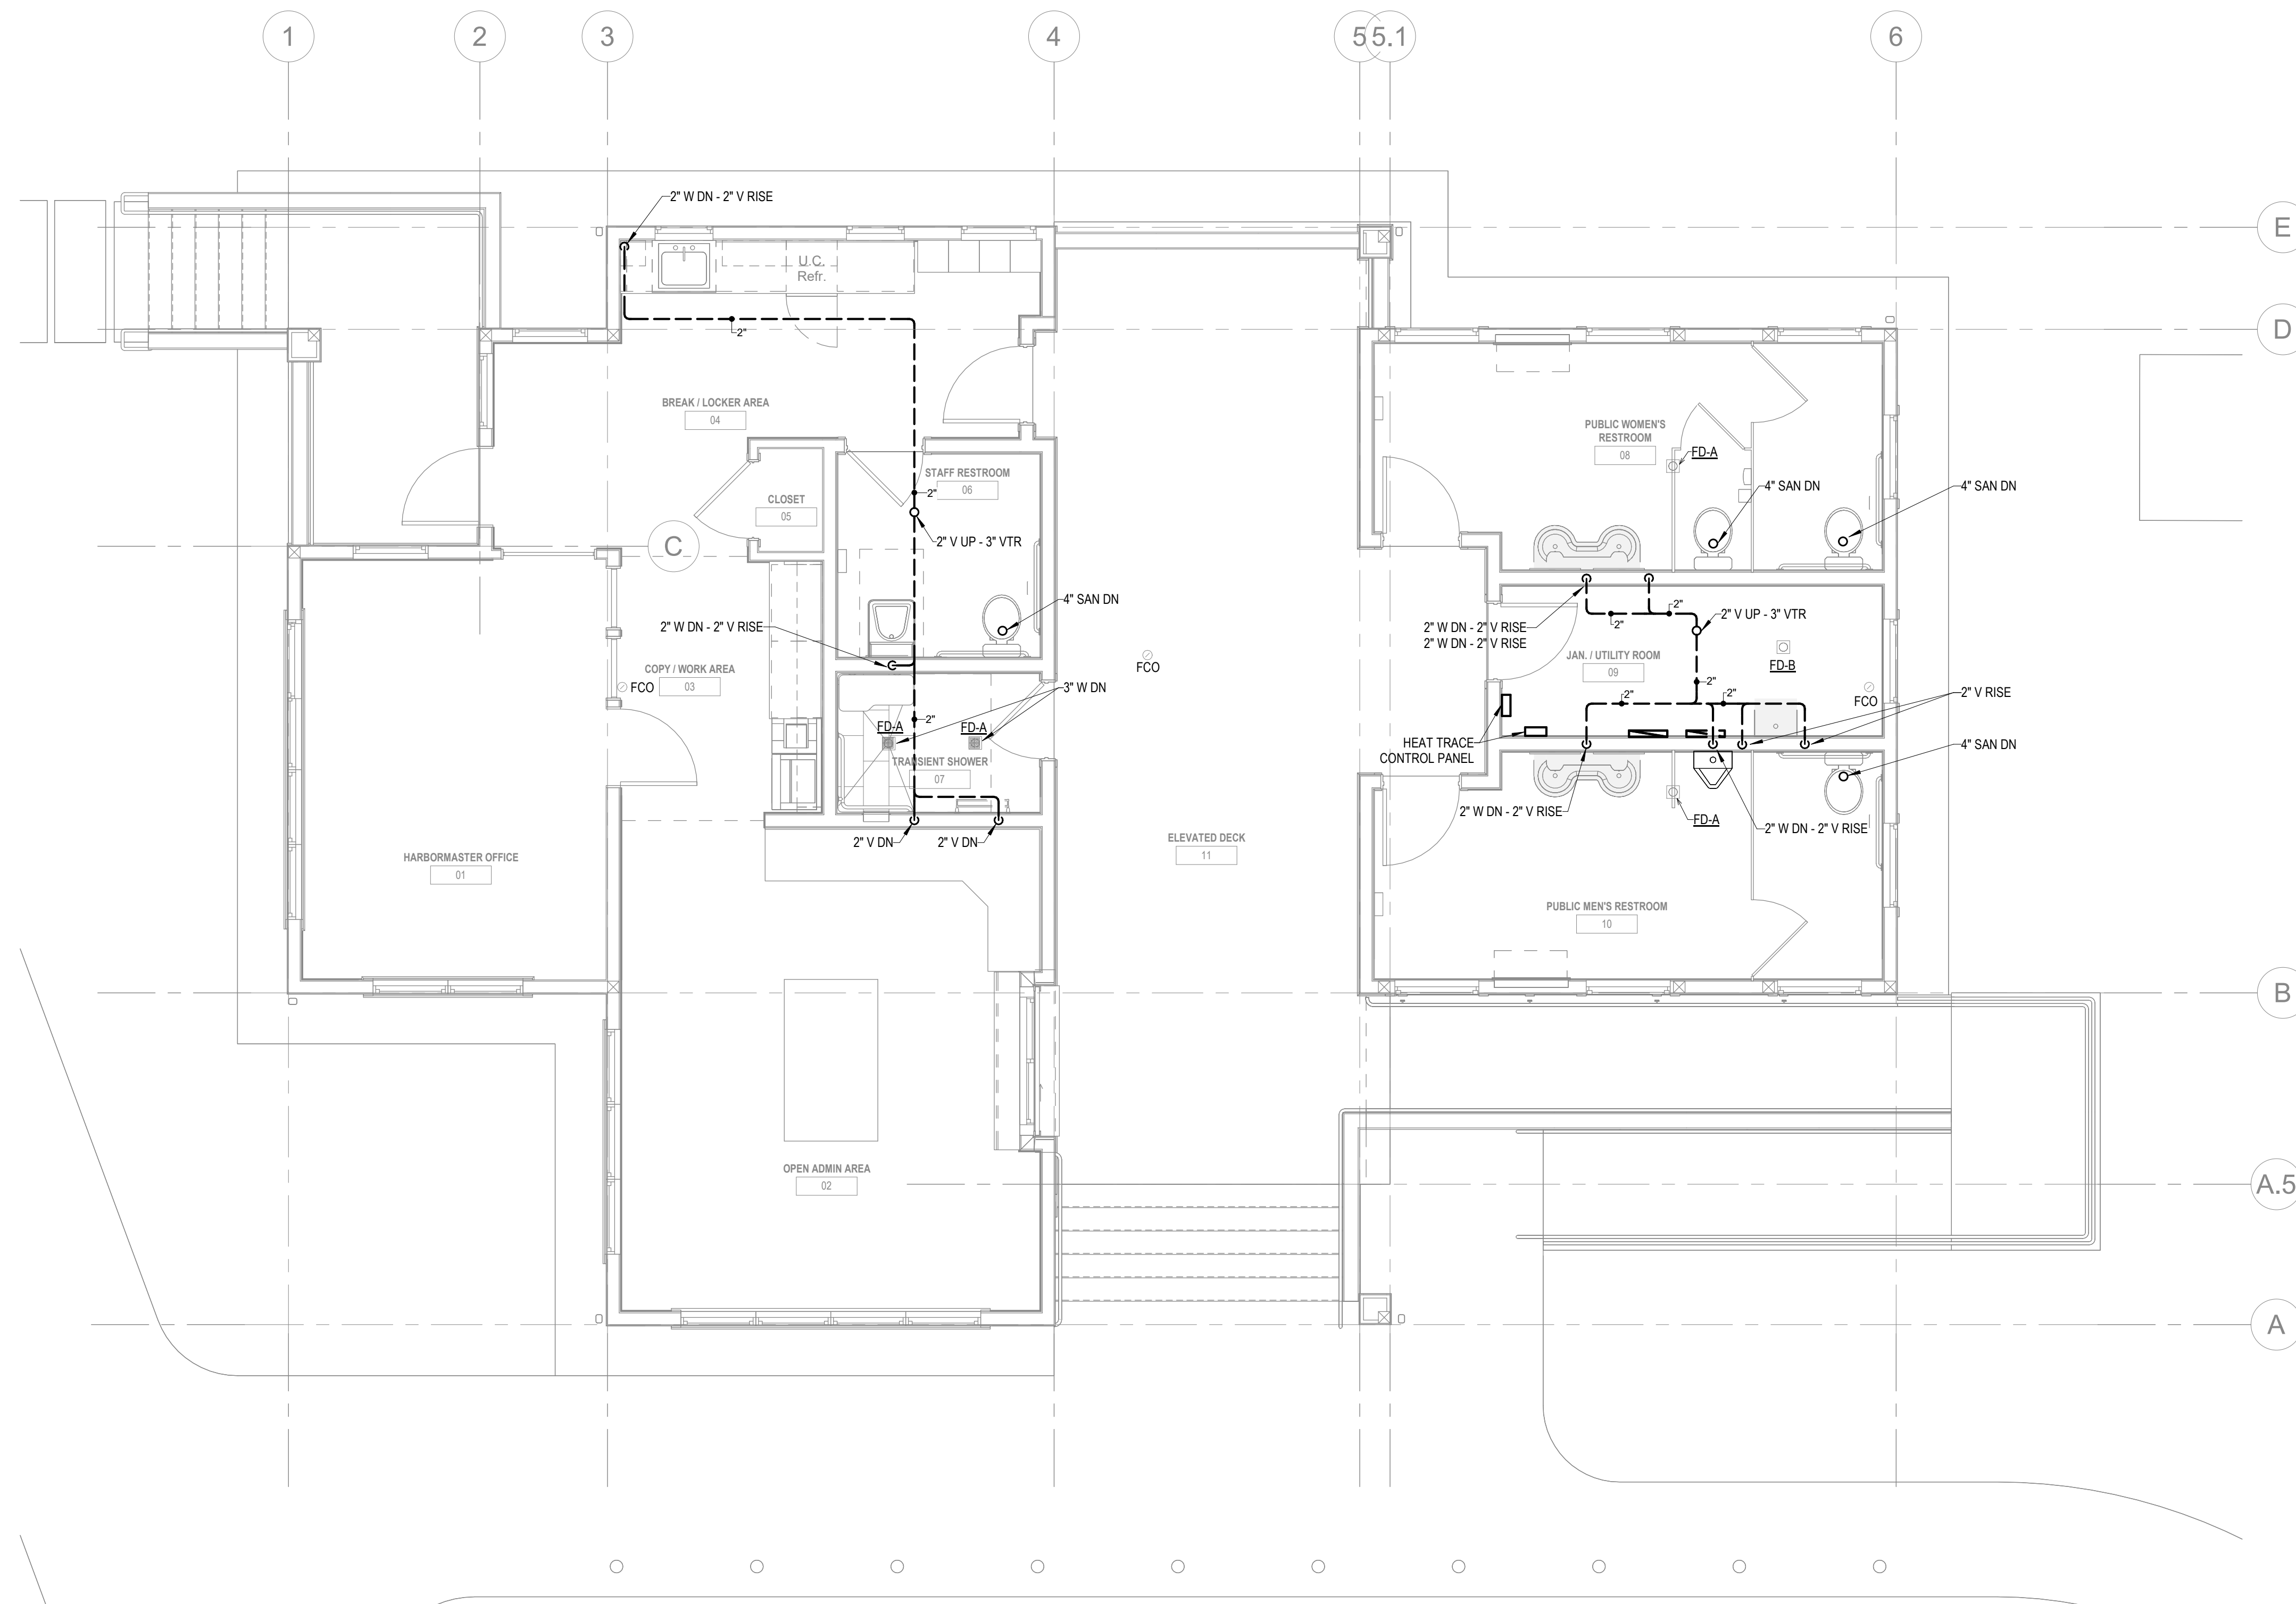 1
2
3
4
5
5.1
6
E
D
C
B
A.5
A
2" W DN - 2" V RISE
U.C.
Refr.
2"
BREAK / LOCKER AREA
04
STAFF RESTROOM
06
2"
CLOSET
05
2" V UP - 3" VTR
4" SAN DN
2" W DN - 2" V RISE
COPY / WORK AREA
03
FCO
3" W DN
2"
FD-A
FD-A
TRANSIENT SHOWER
07
2" V DN
2" V DN
HARBORMASTER OFFICE
01
OPEN ADMIN AREA
02
FCO
ELEVATED DECK
11
PUBLIC WOMEN'S
RESTROOM
08
FD-A
4" SAN DN
4" SAN DN
2"
2"
2" V UP - 3" VTR
2" W DN - 2" V RISE
2" W DN - 2" V RISE
JAN. / UTILITY ROOM
09
FD-B
FCO
2"
2"
2"
2" V RISE
HEAT TRACE
CONTROL PANEL
4" SAN DN
2" W DN - 2" V RISE
FD-A
2" W DN - 2" V RISE
PUBLIC MEN'S RESTROOM
10